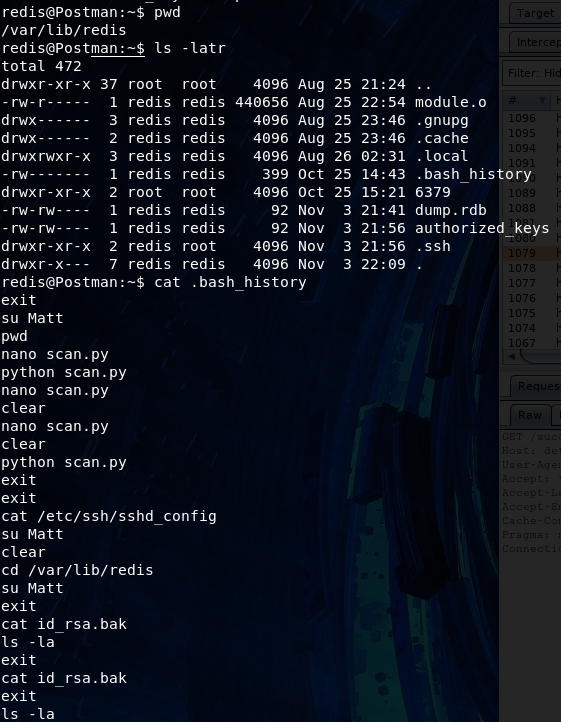 redis@Postman:~$ pwd
/var/lib/redis
redis@Postman:~$ ls -latr
total 472
drwxr-xr-x 37 root  root    4096 Aug 25 21:24 ..
-rw-r-----  1 redis redis 440656 Aug 25 22:54 module.o
drwx------  3 redis redis   4096 Aug 25 23:46 .gnupg
drwx------  2 redis redis   4096 Aug 25 23:46 .cache
drwxrwxr-x  3 redis redis   4096 Aug 26 02:31 .local
-rw-------  1 redis redis    399 Oct 25 14:43 .bash_history
drwxr-xr-x  2 redis root    4096 Oct 25 15:21 6379
-rw-rw----  1 redis redis     92 Nov  3 21:41 dump.rdb
-rw-rw----  1 redis redis     92 Nov  3 21:56 authorized_keys
drwxr-xr-x  2 redis root    4096 Nov  3 21:56 .ssh
drwxr-x---  7 redis redis   4096 Nov  3 22:09 .
redis@Postman:~$ cat .bash_history
exit
su Matt
pwd
nano scan.py
python scan.py
nano scan.py
clear
nano scan.py
clear
python scan.py
exit
exit
cat /etc/ssh/sshd_config
su Matt
clear
cd /var/lib/redis
su Matt
exit
cat id_rsa.bak
ls -la
exit
cat id_rsa.bak
exit
ls -la
Target
Intercep
Filter: Hid
#
1096
1095
1094
1091
1089
1088
1080
1079
1078
1077
1076
1075
1074
1067
Reques
Raw
GET /succ
Host: det
User-Agen
Accept:
Accept-La
Accept-En
Cache-Con
Pragma: n
Connectio